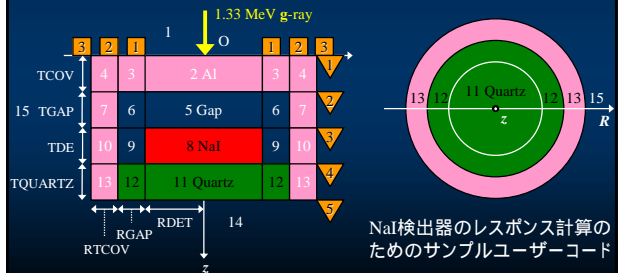 1.33 MeV g-ray
3 2 1 1 O 1 2 3
TCOV 4 3 2 Al 3 4 1
15 TGAP 7 6 5 Gap 6 7 2
TDE 10 9 8 NaI 9 10 3
TQUARTZ 13 12 11 Quartz 12 13 4
5
RDET 14
RGAP
RTCOV
z
11 Quartz
13 12 12 13 15
z R
NaI検出器のレスポンス計算の
ためのサンプルユーザーコード